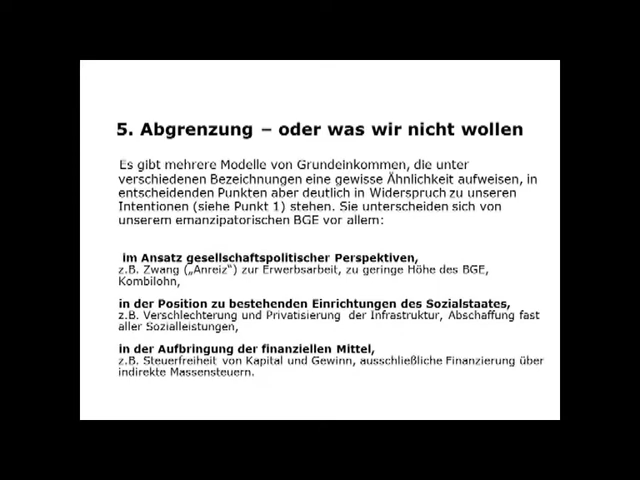 5. Abgrenzung – oder was wir nicht wollen
Es gibt mehrere Modelle von Grundeinkommen, die unter
verschiedenen Bezeichnungen eine gewisse Ähnlichkeit aufweisen, in
entscheidenden Punkten aber deutlich in Widerspruch zu unseren
Intentionen (siehe Punkt 1) stehen. Sie unterscheiden sich von
unserem emanzipatorischen BGE vor allem:
im Ansatz gesellschaftspolitischer Perspektiven,
z.B. Zwang („Anreiz“) zur Erwerbsarbeit, zu geringe Höhe des BGE,
Kombilohn,
in der Position zu bestehenden Einrichtungen des Sozialstaates,
z.B. Verschlechterung und Privatisierung der Infrastruktur, Abschaffung fast
aller Sozialleistungen,
in der Aufbringung der finanziellen Mittel,
z.B. Steuerfreiheit von Kapital und Gewinn, ausschließliche Finanzierung über
indirekte Massensteuern.